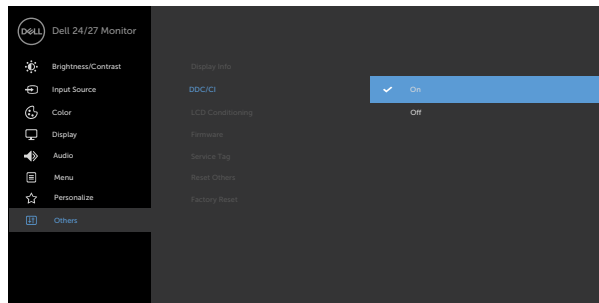 DELL Dell 24/27 Monitor
Brightness/Contrast Display Info
Input Source DDC/CI On
Color LCD Conditioning Off
Display Firmware
Audio Service Tag
Menu Reset Others
Personalize Factory Reset
Others